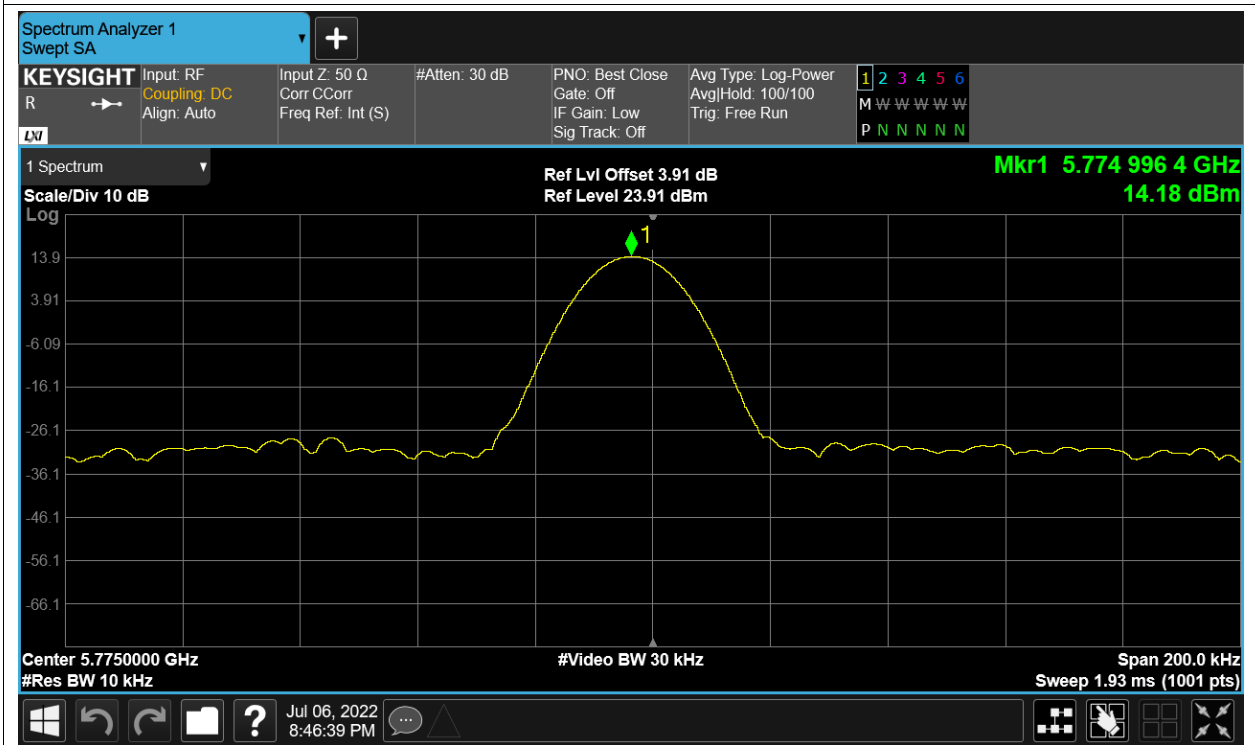 Spectrum Analyzer 1
Swept SA
+
KEYSIGHT
R
LXI
Input: RF
Coupling: DC
Align: Auto
Input Z: 50 Ω
Corr CCorr
Freq Ref: Int (S)
#Atten: 30 dB
PNO: Best Close
Gate: Off
IF Gain: Low
Sig Track: Off
Avg Type: Log-Power
Avg|Hold: 100/100
Trig: Free Run
1 2 3 4 5 6
M W W W W W
P N N N N N
1 Spectrum
Scale/Div 10 dB
Log
Ref Lvl Offset 3.91 dB
Ref Level 23.91 dBm
Mkr1 5.774 996 4 GHz
14.18 dBm
1
13.9
3.91
-6.09
-16.1
-26.1
-36.1
-46.1
-56.1
-66.1
Center 5.7750000 GHz
#Video BW 30 kHz
Span 200.0 kHz
#Res BW 10 kHz
Sweep 1.93 ms (1001 pts)
?
Jul 06, 2022
8:46:39 PM